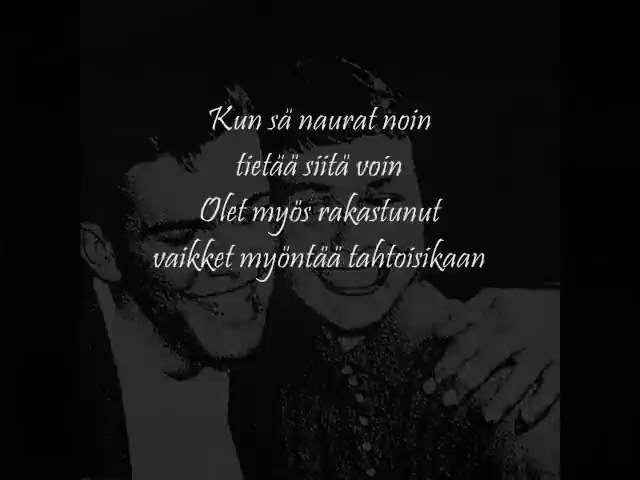 Kun sä naurat noin
tietää siitä voin
Olet myös rakastunut
vaikket myöntää tahtoisikaan